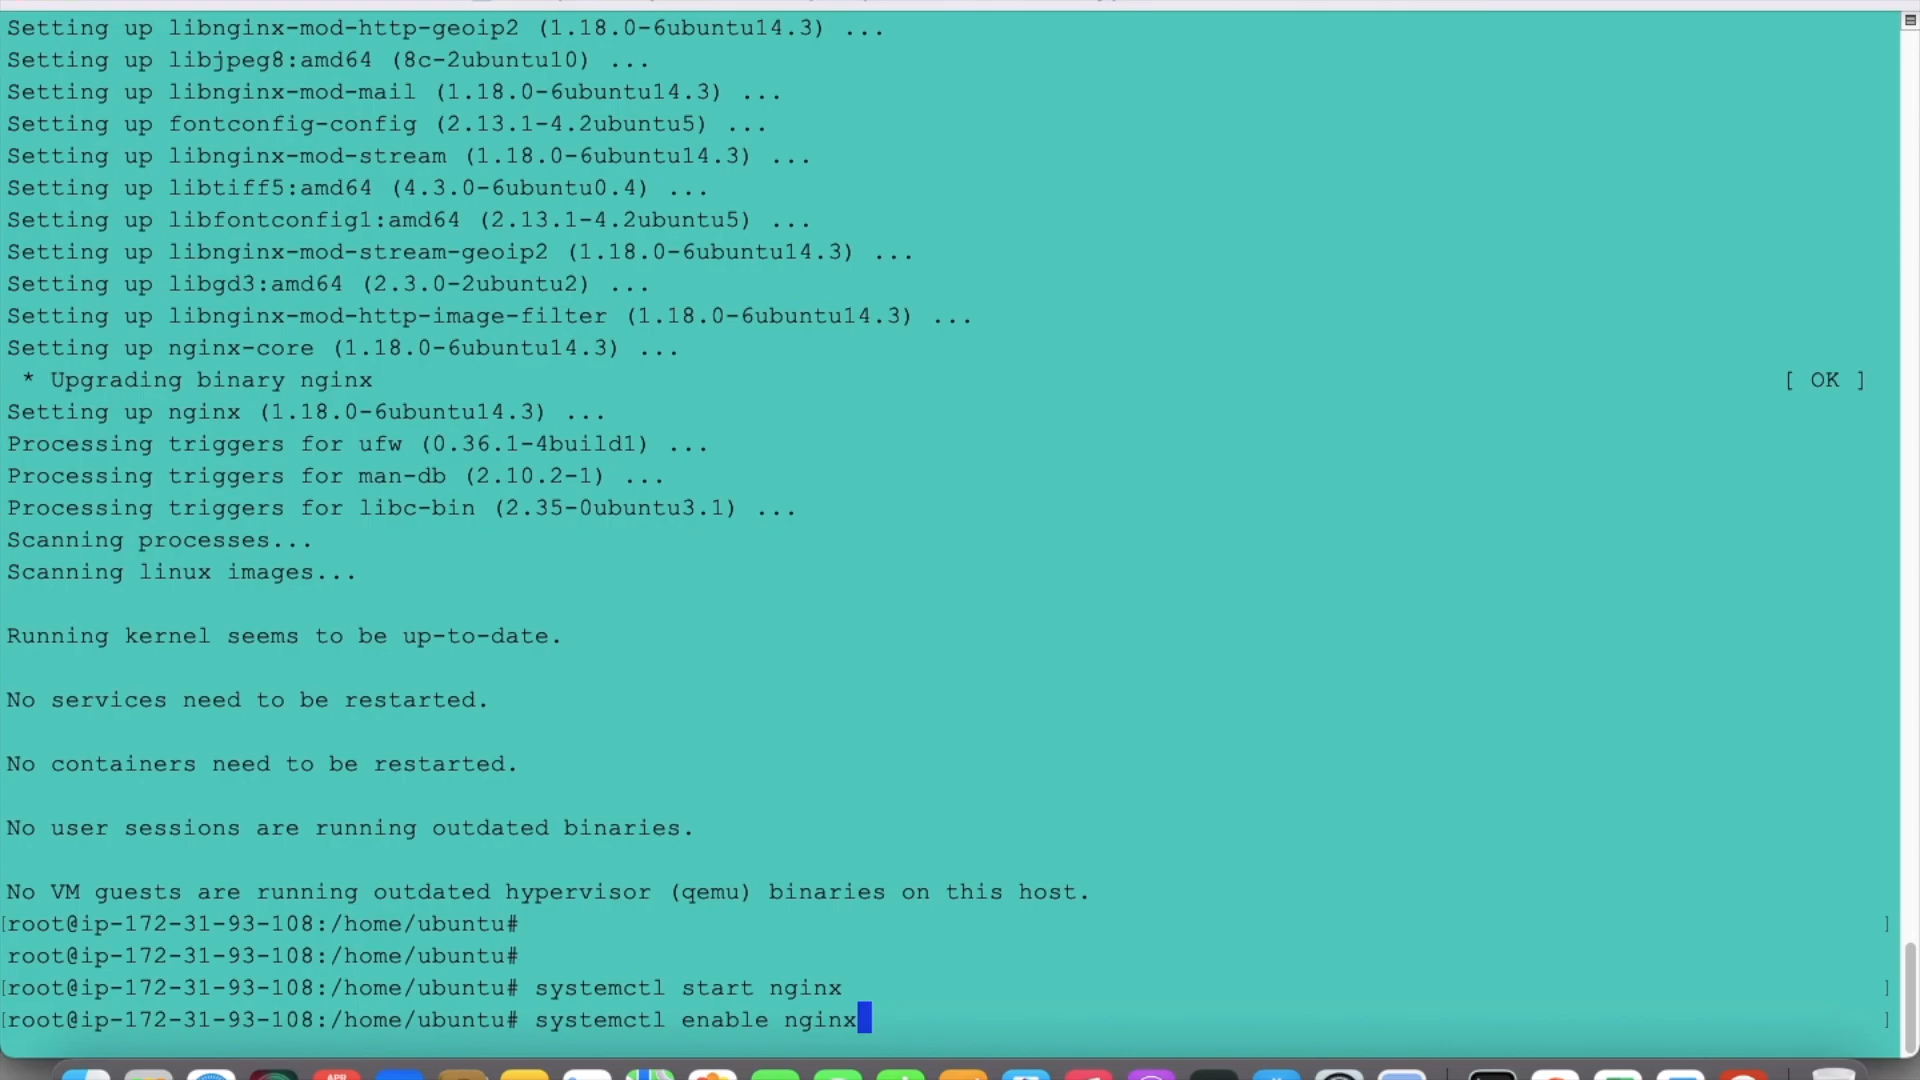 Setting up libnginx-mod-http-geoip2 (1.18.0-6ubuntu14.3) ...
Setting up libjpeg8:amd64 (8c-2ubuntu10) ...
Setting up libnginx-mod-mail (1.18.0-6ubuntu14.3) ...
Setting up fontconfig-config (2.13.1-4.2ubuntu5) ...
Setting up libnginx-mod-stream (1.18.0-6ubuntu14.3) ...
Setting up libtiff5:amd64 (4.3.0-6ubuntu0.4) ...
Setting up libfontconfig1:amd64 (2.13.1-4.2ubuntu5) ...
Setting up libnginx-mod-stream-geoip2 (1.18.0-6ubuntu14.3) ...
Setting up libgd3:amd64 (2.3.0-2ubuntu2) ...
Setting up libnginx-mod-http-image-filter (1.18.0-6ubuntu14.3) ...
Setting up nginx-core (1.18.0-6ubuntu14.3) ...
 * Upgrading binary nginx [ OK ]
Setting up nginx (1.18.0-6ubuntu14.3) ...
Processing triggers for ufw (0.36.1-4build1) ...
Processing triggers for man-db (2.10.2-1) ...
Processing triggers for libc-bin (2.35-0ubuntu3.1) ...
Scanning processes...
Scanning linux images...
Running kernel seems to be up-to-date.
No services need to be restarted.
No containers need to be restarted.
No user sessions are running outdated binaries.
No VM guests are running outdated hypervisor (qemu) binaries on this host.
[root@ip-172-31-93-108:/home/ubuntu# ]
root@ip-172-31-93-108:/home/ubuntu#
[root@ip-172-31-93-108:/home/ubuntu# systemctl start nginx ]
[root@ip-172-31-93-108:/home/ubuntu# systemctl enable nginx ]
APR